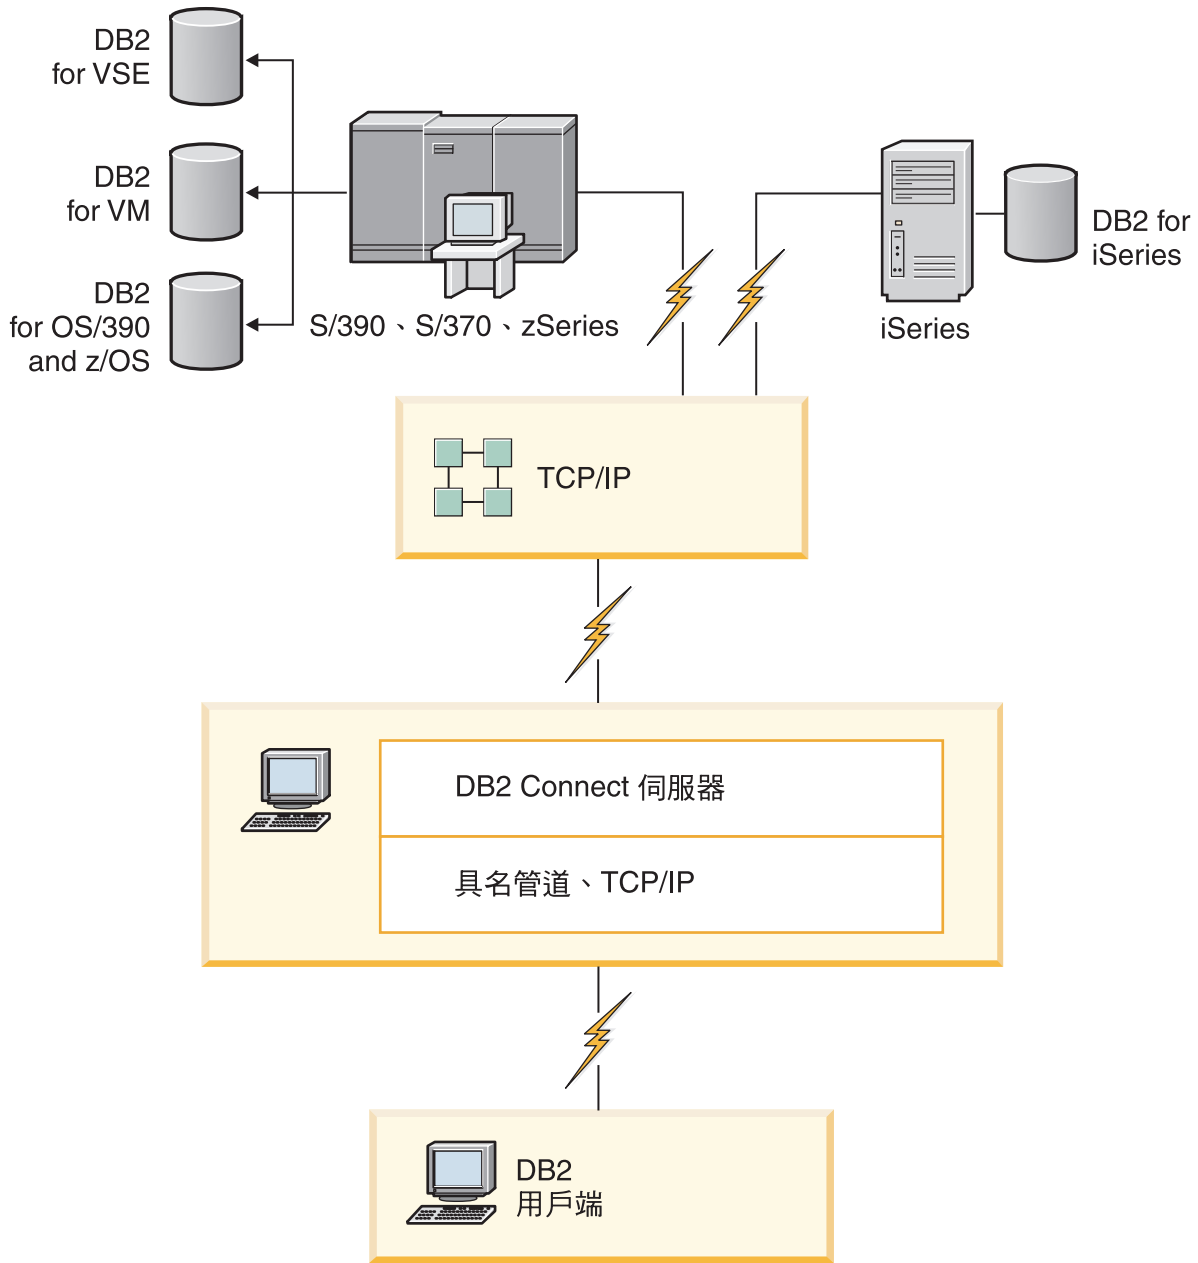 DB2
for VSE
DB2
for VM
DB2
for OS/390
and z/OS
S/390、S/370、zSeries
iSeries
DB2 for
iSeries
TCP/IP
DB2 Connect 伺服器
具名管道、TCP/IP
DB2
用戶端